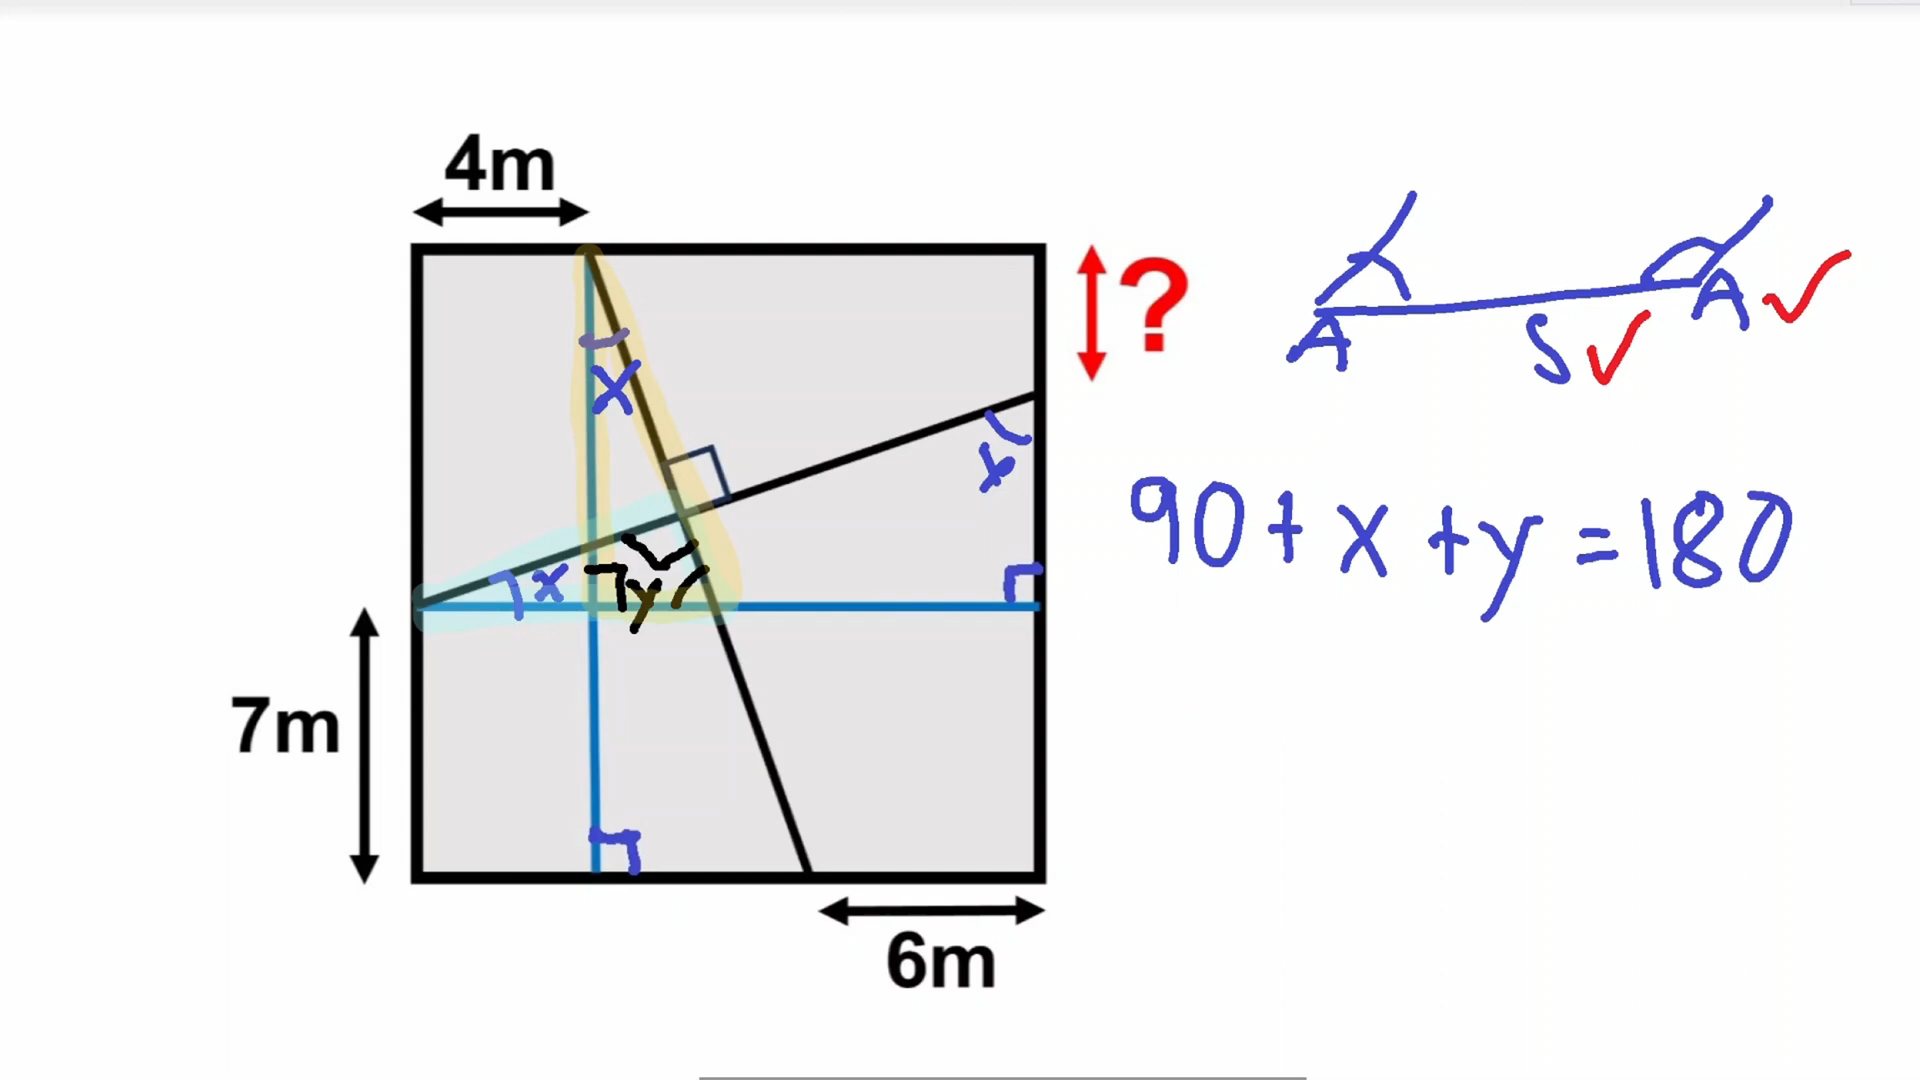 4m
?
A S A
X
x
90 + x + y = 180
x
y
7m
6m